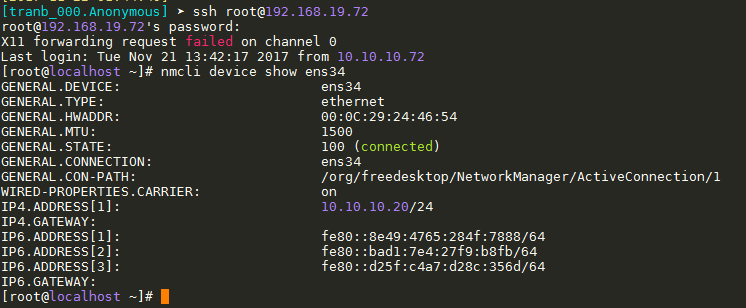 [tranb_000.Anonymous] ➤ ssh root@192.168.19.72
root@192.168.19.72's password:
X11 forwarding request failed on channel 0
Last login: Tue Nov 21 13:42:17 2017 from 10.10.10.72
[root@localhost ~]# nmcli device show ens34
GENERAL.DEVICE: ens34
GENERAL.TYPE: ethernet
GENERAL.HWADDR: 00:0C:29:24:46:54
GENERAL.MTU: 1500
GENERAL.STATE: 100 (connected)
GENERAL.CONNECTION: ens34
GENERAL.CON-PATH: /org/freedesktop/NetworkManager/ActiveConnection/1
WIRED-PROPERTIES.CARRIER: on
IP4.ADDRESS[1]: 10.10.10.20/24
IP4.GATEWAY:
IP6.ADDRESS[1]: fe80::8e49:4765:284f:7888/64
IP6.ADDRESS[2]: fe80::bad1:7e4:27f9:b8fb/64
IP6.ADDRESS[3]: fe80::d25f:c4a7:d28c:356d/64
IP6.GATEWAY:
[root@localhost ~]#